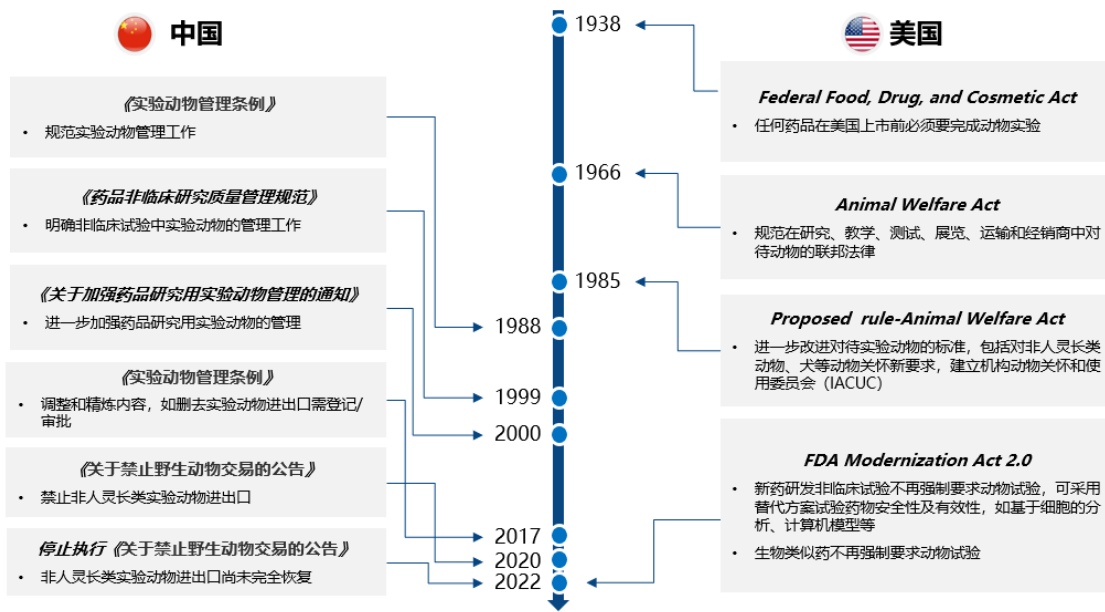 中国
《实验动物管理条例》
• 规范实验动物管理工作
《药品非临床研究质量管理规范》
• 明确非临床试验中实验动物的管理工作
《关于加强药品研究用实验动物管理的通知》
• 进一步加强药品研究用实验动物的管理
《实验动物管理条例》
• 调整和精炼内容，如删去实验动物进出口需登记/
审批
《关于禁止野生动物交易的公告》
• 禁止非人灵长类实验动物进出口
停止执行《关于禁止野生动物交易的公告》
• 非人灵长类实验动物进出口尚未完全恢复
1938
1966
1985
1988
1999
2000
2017
2020
2022
美国
Federal Food, Drug, and Cosmetic Act
• 任何药品在美国上市前必须要完成动物实验
Animal Welfare Act
• 规范在研究、教学、测试、展览、运输和经销商中对
待动物的联邦法律
Proposed rule-Animal Welfare Act
• 进一步改进对待实验动物的标准，包括对非人灵长类
动物、犬等动物关怀新要求，建立机构动物关怀和使
用委员会（IACUC）
FDA Modernization Act 2.0
• 新药研发非临床试验不再强制要求动物试验，可采用
替代方案试验药物安全性及有效性，如基于细胞的分
析、计算机模型等
• 生物类似药不再强制要求动物试验